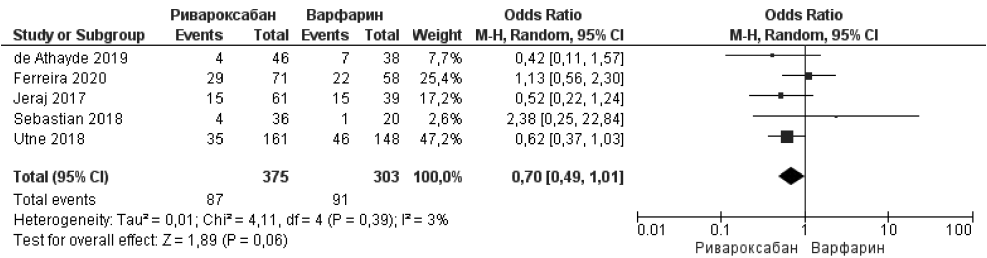 Ривароксабан Варфарин Odds Ratio Odds Ratio
Study or Subgroup Events Total Events Total Weight M-H, Random, 95% CI M-H, Random, 95% CI
de Athayde 2019 4 46 7 38 7,7% 0,42 [0,11, 1,57]
Ferreira 2020 29 71 22 58 25,4% 1,13 [0,56, 2,30]
Jeraj 2017 15 61 15 39 17,2% 0,52 [0,22, 1,24]
Sebastian 2018 4 36 1 20 2,6% 2,38 [0,25, 22,84]
Utne 2018 35 161 46 148 47,2% 0,62 [0,37, 1,03]
Total (95% CI) 375 303 100,0% 0,70 [0,49, 1,01]
Total events 87 91
Heterogeneity: Tau² = 0,01; Chi² = 4,11, df = 4 (P = 0,39); I² = 3%
Test for overall effect: Z = 1,89 (P = 0,06)
0.01 0,1 1 10 100
Ривароксабан Варфарин